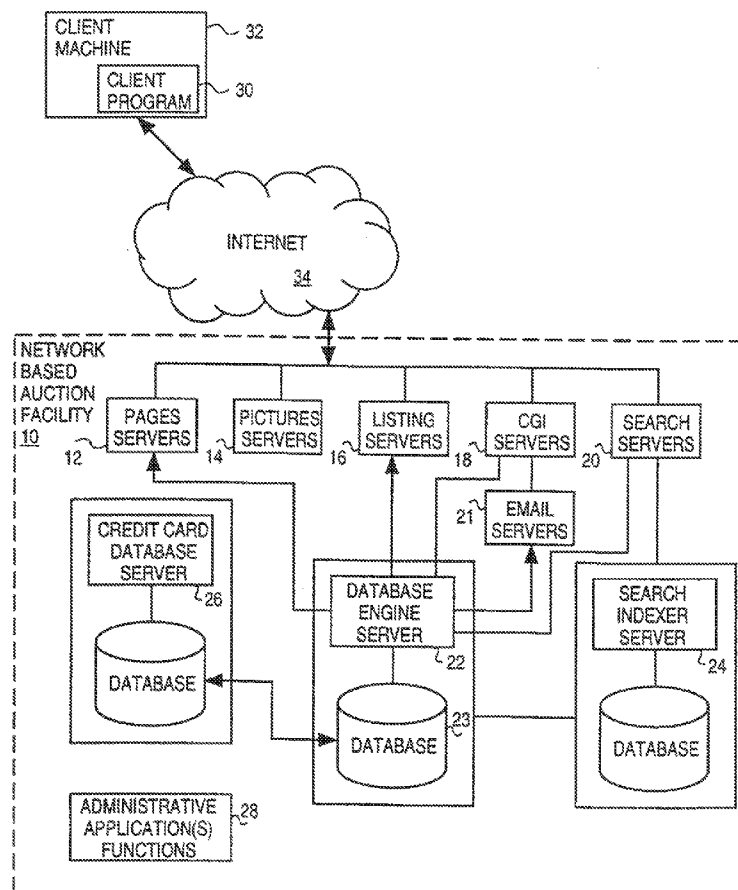 CLIENT
MACHINE
32
CLIENT
PROGRAM
30
INTERNET
34
NETWORK
BASED
AUCTION
FACILITY
10
PAGES
SERVERS
12
PICTURES
SERVERS
14
LISTING
SERVERS
16
CGI
SERVERS
18
SEARCH
SERVERS
20
EMAIL
SERVERS
21
CREDIT CARD
DATABASE
SERVER
26
DATABASE
DATABASE
ENGINE
SERVER
22
DATABASE
23
SEARCH
INDEXER
SERVER
24
DATABASE
ADMINISTRATIVE
APPLICATION(S)
FUNCTIONS
28